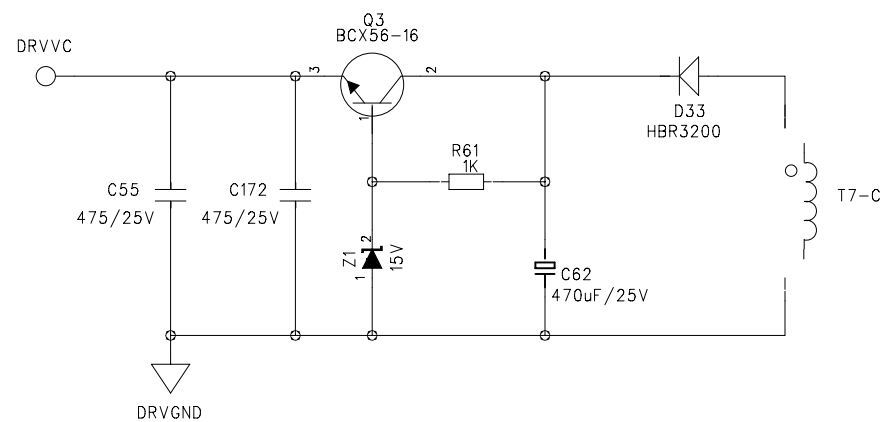 Q3
BCX56-16
DRVVC
3
2
1
D33
HBR3200
R61
1K
C55
475/25V
C172
475/25V
T7-C
Z1
2
1
15V
C62
470uF/25V
DRVGND